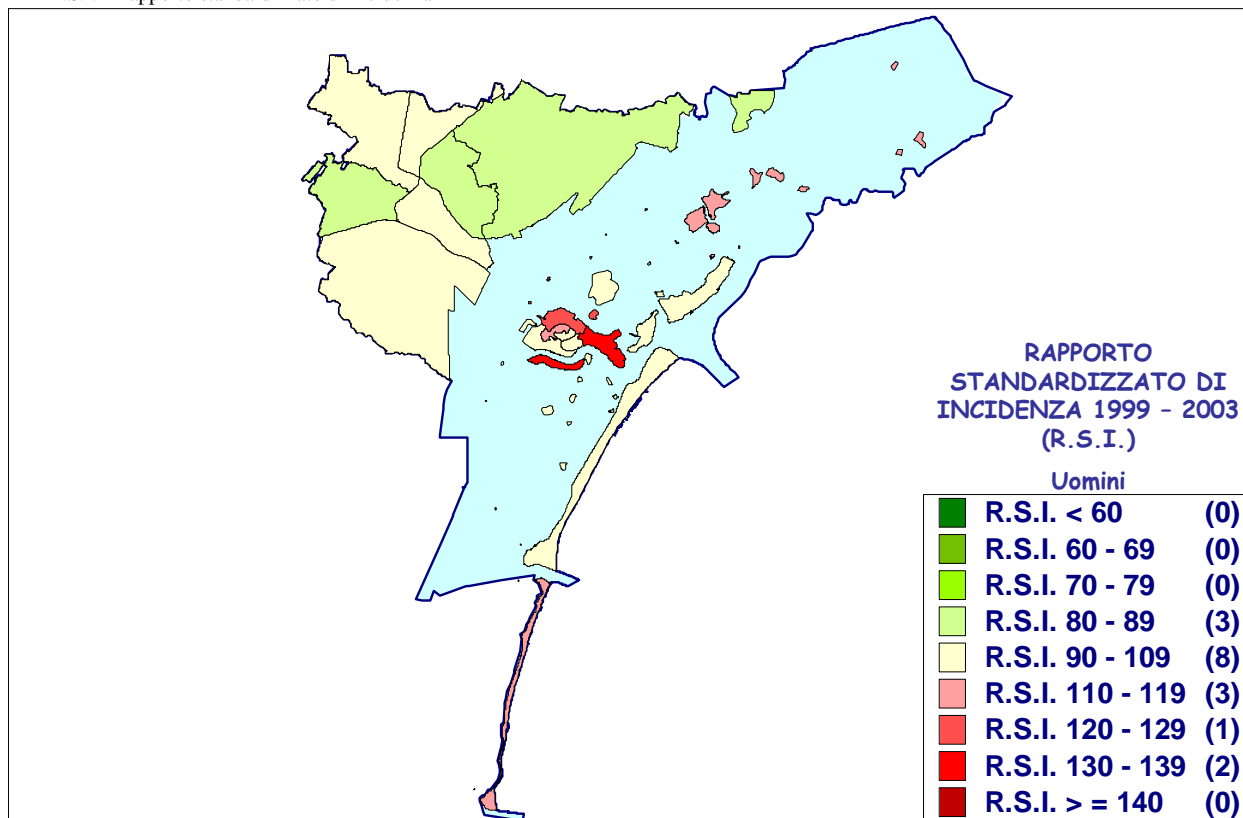 RAPPORTO
STANDARDIZZATO DI
INCIDENZA 1999 - 2003
(R.S.I.)
Uomini
R.S.I. < 60 (0)
R.S.I. 60 - 69 (0)
R.S.I. 70 - 79 (0)
R.S.I. 80 - 89 (3)
R.S.I. 90 - 109 (8)
R.S.I. 110 - 119 (3)
R.S.I. 120 - 129 (1)
R.S.I. 130 - 139 (2)
R.S.I. > = 140 (0)